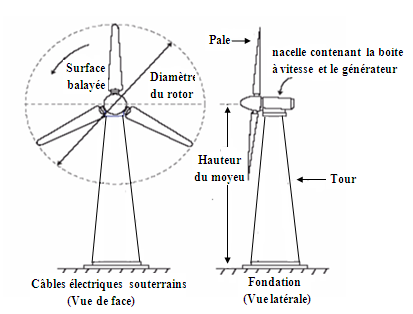 Surface
balayée
Diamètre
du rotor
Câbles électriques souterrains
(Vue de face)
Pale
nacelle contenant la boite
à vitesse et le générateur
Hauteur
du moyeu
Tour
Fondation
(Vue latérale)